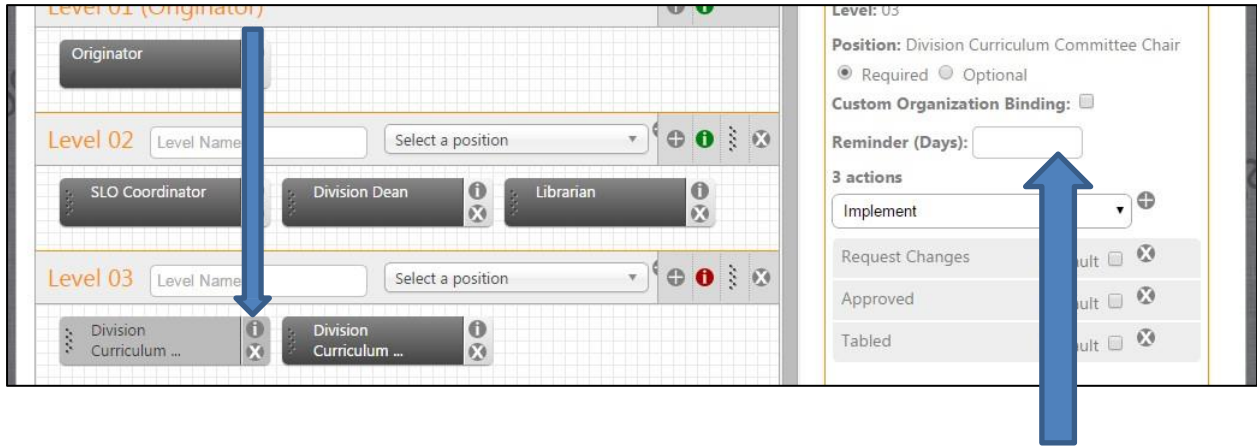 Level 01 (Originator)
Originator
Level 02 Level Name Select a position
SLO Coordinator Division Dean Librarian
Level 03 Level Name Select a position
Division Curriculum ... Division Curriculum ...
Level: 03
Position: Division Curriculum Committee Chair
Required Optional
Custom Organization Binding:
Reminder (Days):
3 actions
Implement
Request Changes
Approved
Tabled